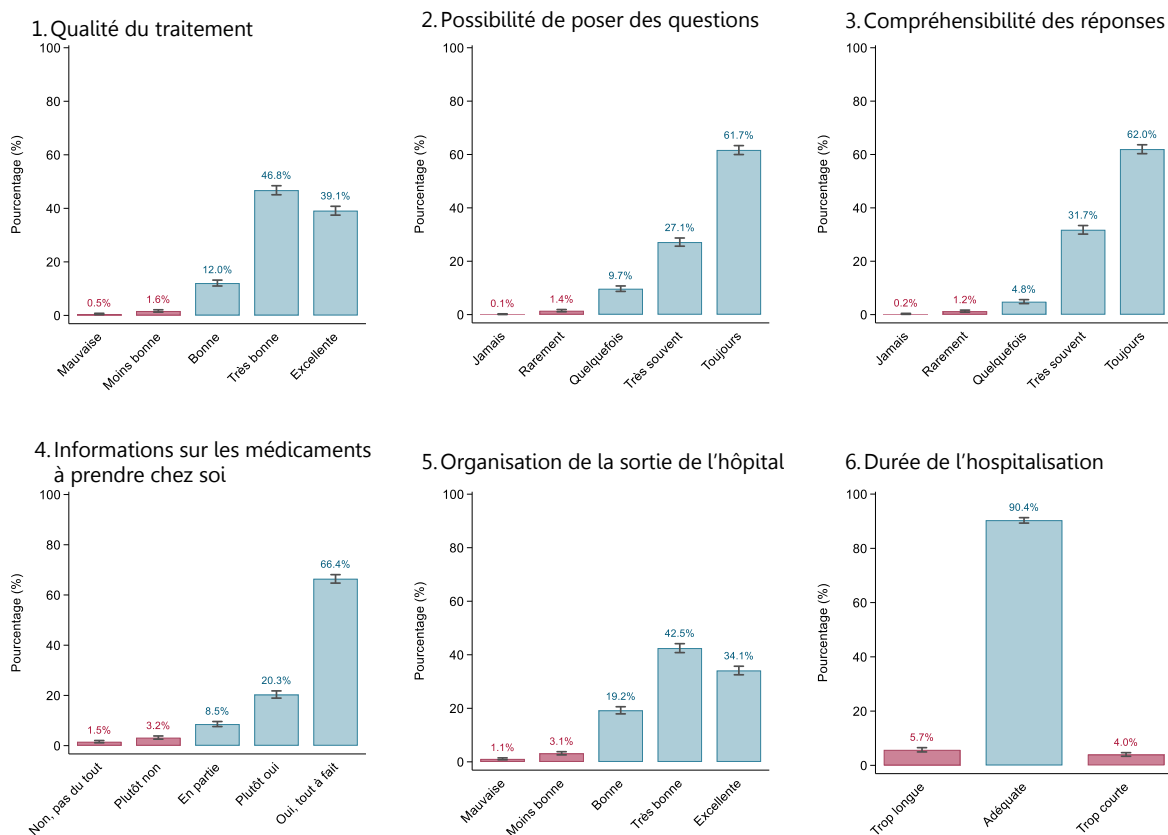 1. Qualité du traitement
Pourcentage (%)
100
80
60
40
20
0
0.5%
1.6%
12.0%
46.8%
39.1%
Mauvaise
Moins bonne
Bonne
Très bonne
Excellente
2. Possibilité de poser des questions
Pourcentage (%)
100
80
60
40
20
0
0.1%
1.4%
9.7%
27.1%
61.7%
Jamais
Rarement
Quelquefois
Très souvent
Toujours
3. Compréhensibilité des réponses
Pourcentage (%)
100
80
60
40
20
0
0.2%
1.2%
4.8%
31.7%
62.0%
Jamais
Rarement
Quelquefois
Très souvent
Toujours
4. Informations sur les médicaments
à prendre chez soi
Pourcentage (%)
100
80
60
40
20
0
1.5%
3.2%
8.5%
20.3%
66.4%
Non, pas du tout
Plutôt non
En partie
Plutôt oui
Oui, tout à fait
5. Organisation de la sortie de l’hôpital
Pourcentage (%)
100
80
60
40
20
0
1.1%
3.1%
19.2%
42.5%
34.1%
Mauvaise
Moins bonne
Bonne
Très bonne
Excellente
6. Durée de l’hospitalisation
Pourcentage (%)
100
80
60
40
20
0
5.7%
90.4%
4.0%
Trop longue
Adéquate
Trop courte